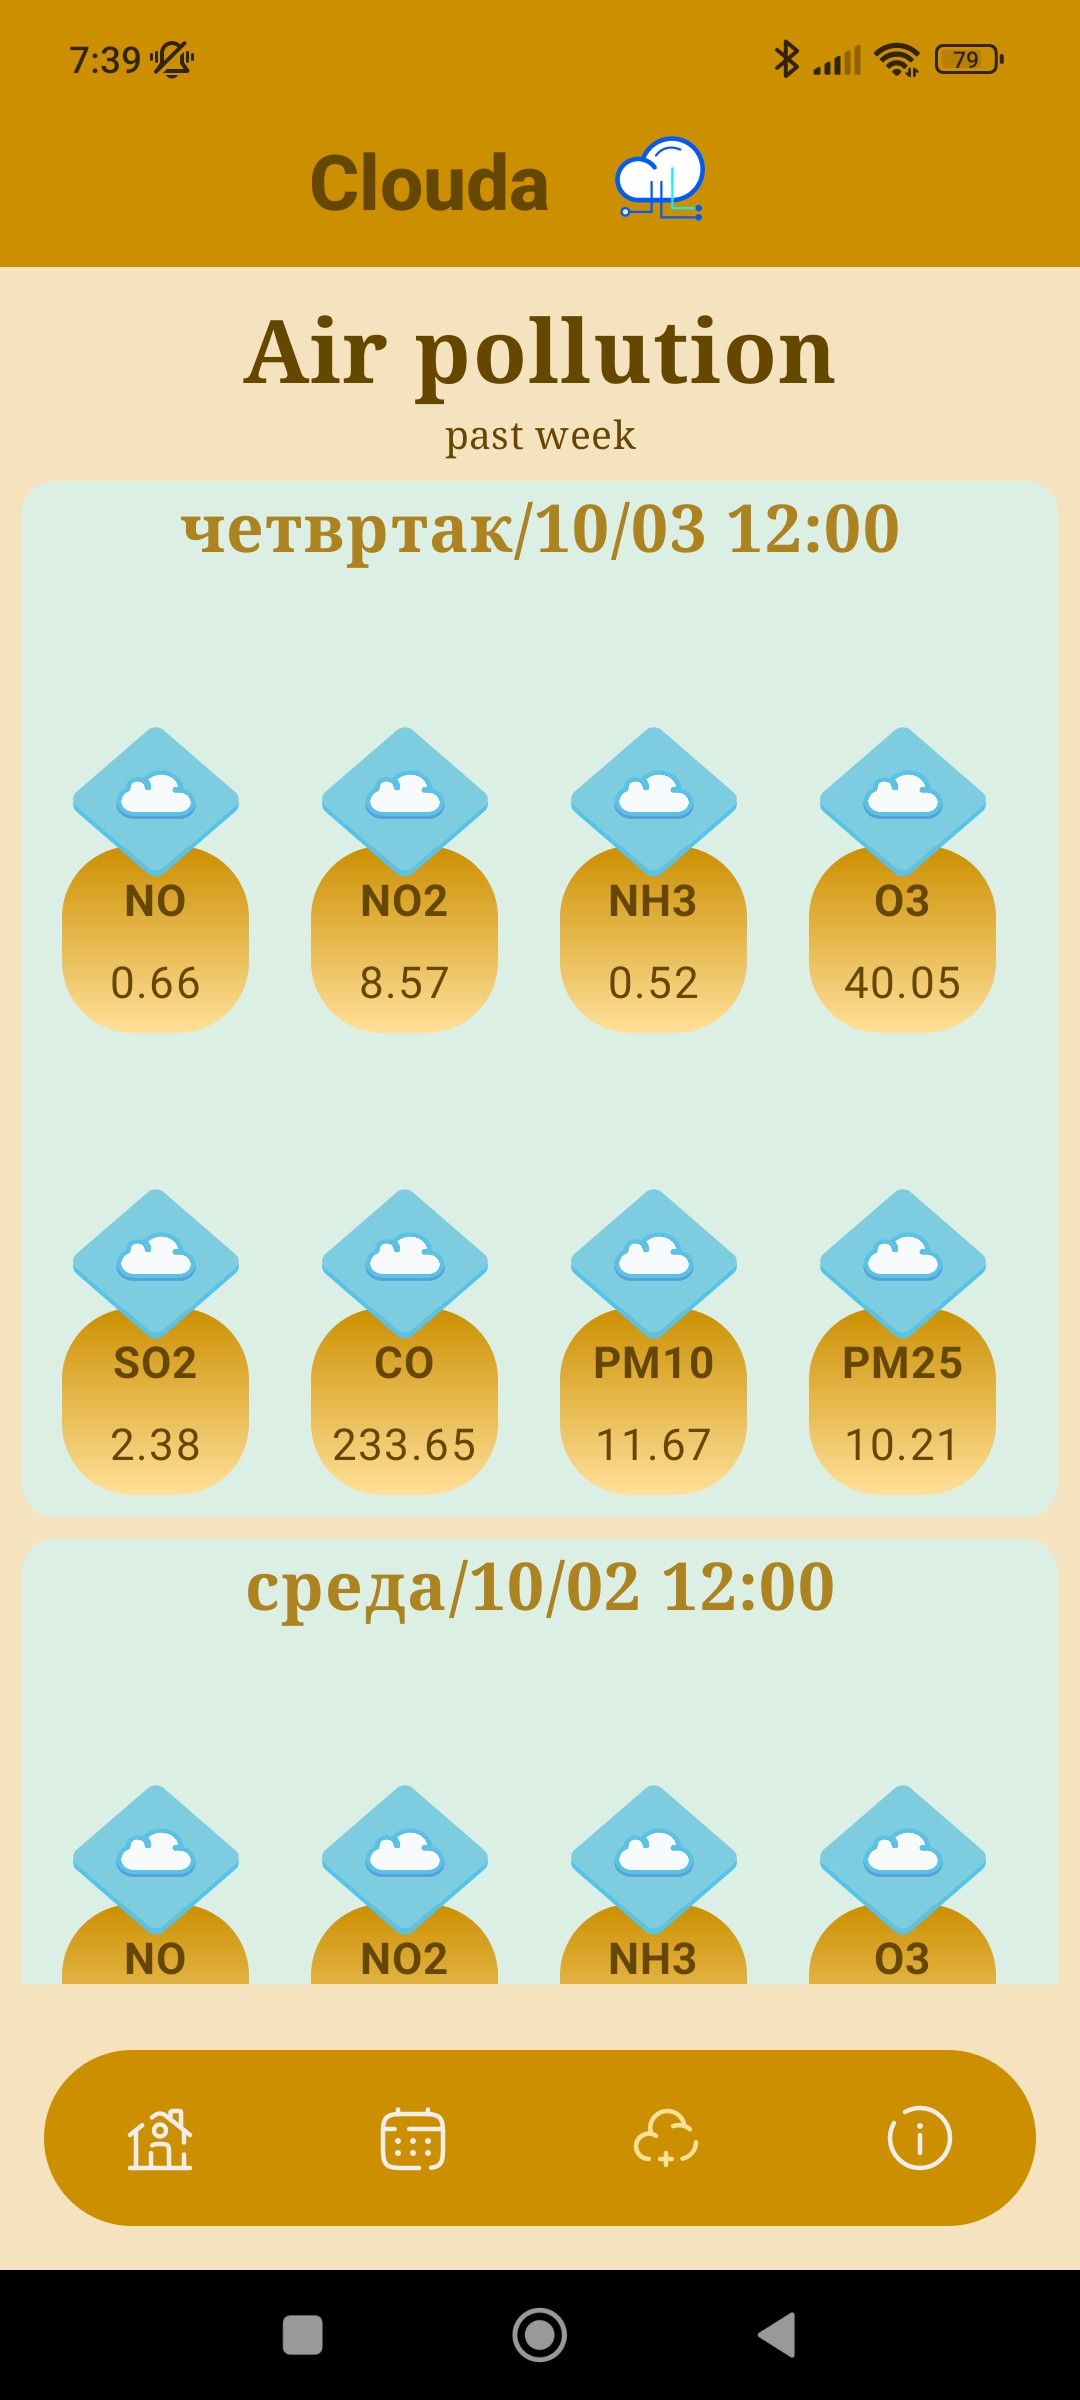 7:39 79
Clouda
Air pollution
past week
четвртак/10/03 12:00
NO NO2 NH3 O3
0.66 8.57 0.52 40.05
SO2 CO PM10 PM25
2.38 233.65 11.67 10.21
среда/10/02 12:00
NO NO2 NH3 O3